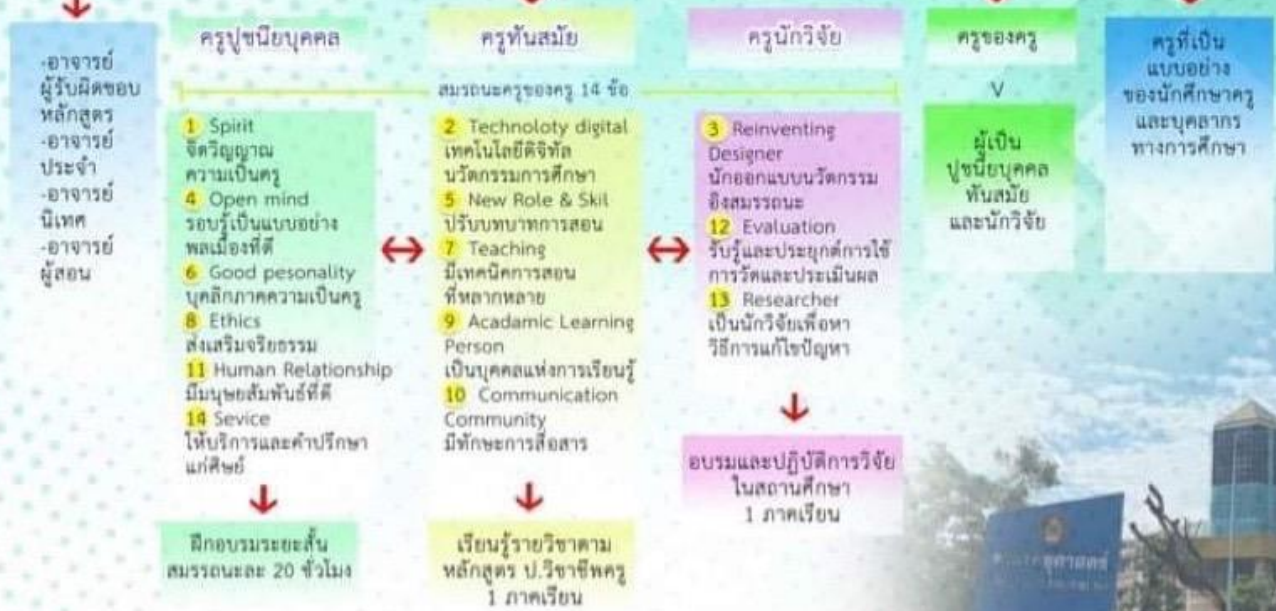 -อาจารย์
ผู้รับผิดชอบ
หลักสูตร
-อาจารย์
ประจำ
-อาจารย์
นิเทศ
-อาจารย์
ผู้สอน
ครูปูชนียบุคคล
ครูทันสมัย
ครูนักวิจัย
สมรถนะครูของครู 14 ข้อ
1 Spirit
จิตวิญญาณ
ความเป็นครู
4 Open mind
รอบรู้เป็นแบบอย่าง
พลเมืองที่ดี
6 Good pesonality
บุคลิกภาคความเป็นครู
8 Ethics
ส่งเสริมจริยธรรม
11 Human Relationship
มีมนุษยสัมพันธ์ที่ดี
14 Sevice
ให้บริการและคำปรึกษา
แก่ศิษย์
ฝึกอบรมระยะสั้น
สมรรถนะละ 20 ชั่วโมง
2 Technoloty digital
เทคโนโลยีดิจิทัล
นวัตกรรมการศึกษา
5 New Role & Skil
ปรับบทบาทการสอน
7 Teaching
มีเทคนิคการสอน
ที่หลากหลาย
9 Acadamic Learning
Person
เป็นบุคคลแห่งการเรียนรู้
10 Communication
Community
มีทักษะการสื่อสาร
เรียนรู้รายวิชาตาม
หลักสูตร ป.วิชาชีพครู
1 ภาคเรียน
3 Reinventing
Designer
นักออกแบบนวัตกรรม
อิงสมรรถนะ
12 Evaluation
รับรู้และประยุกต์การใช้
การวัดและประเมินผล
13 Researcher
เป็นนักวิจัยเพื่อหา
วิธีการแก้ไขปัญหา
อบรมและปฏิบัติการวิจัย
ในสถานศึกษา
1 ภาคเรียน
ครูของครู
V
ผู้เป็น
ปูชนียบุคคล
ทันสมัย
และนักวิจัย
ครูที่เป็น
แบบอย่าง
ของนักศึกษาครู
และบุคลากร
ทางการศึกษา